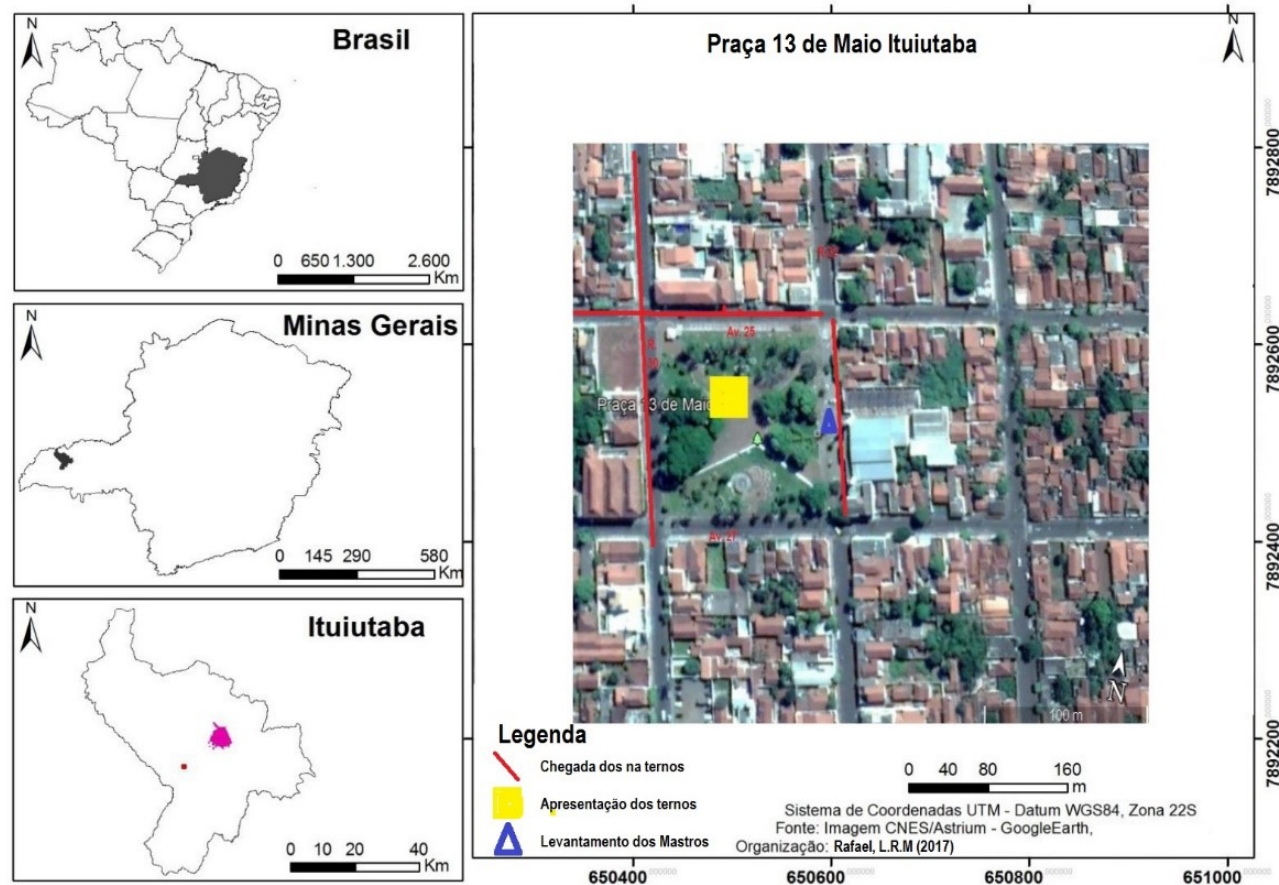 N
Brasil
0 650 1.300 2.600
Km
N
Minas Gerais
0 145 290 580
Km
N
Ituiutaba
0 10 20 40
Km
Praça 13 de Maio Ituiutaba
N
Av. 25
R.
30
Praça 13 de Maio
Av. 27
N
100 m
7892800
7892600
7892400
7892200
Legenda
Chegada dos na ternos
Apresentação dos ternos
Levantamento dos Mastros
0 40 80 160
m
Sistema de Coordenadas UTM - Datum WGS84, Zona 22S
Fonte: Imagem CNES/Astrium - GoogleEarth,
Organização: Rafael, L.R.M (2017)
650400 650600 650800 651000